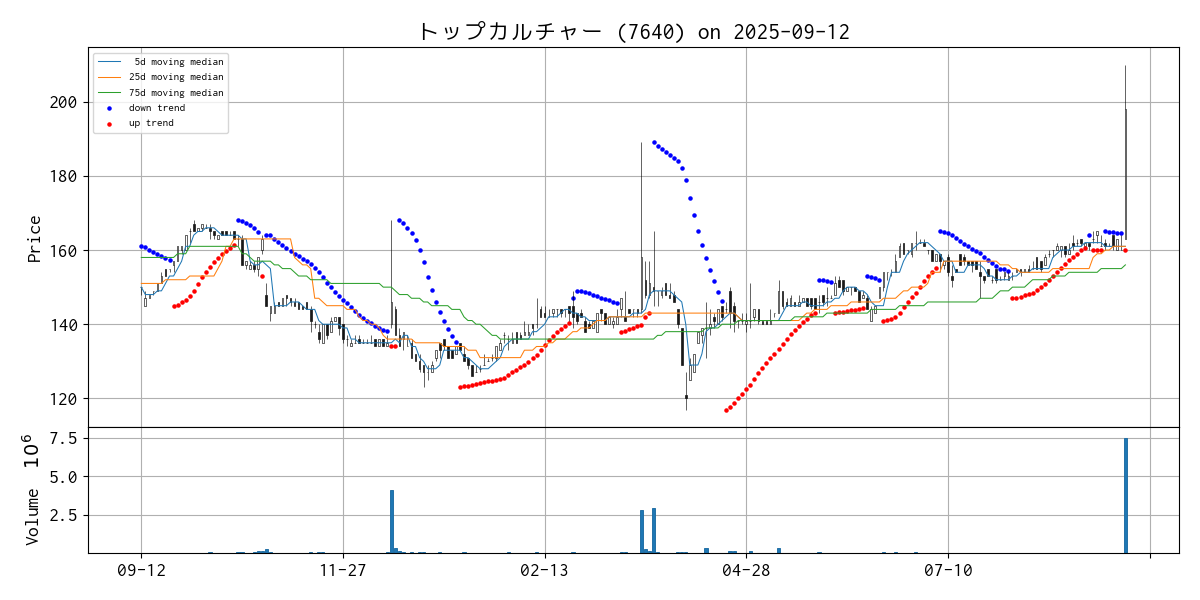 トップカルチャー (7640) on 2025-09-12
5d moving median
25d moving median
75d moving median
down trend
up trend
Price
200
180
160
140
120
Volume 10^6
7.5
5.0
2.5
09-12 11-27 02-13 04-28 07-10